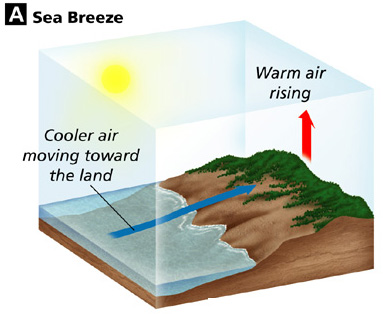 A Sea Breeze
Warm air
rising
Cooler air
moving toward
the land